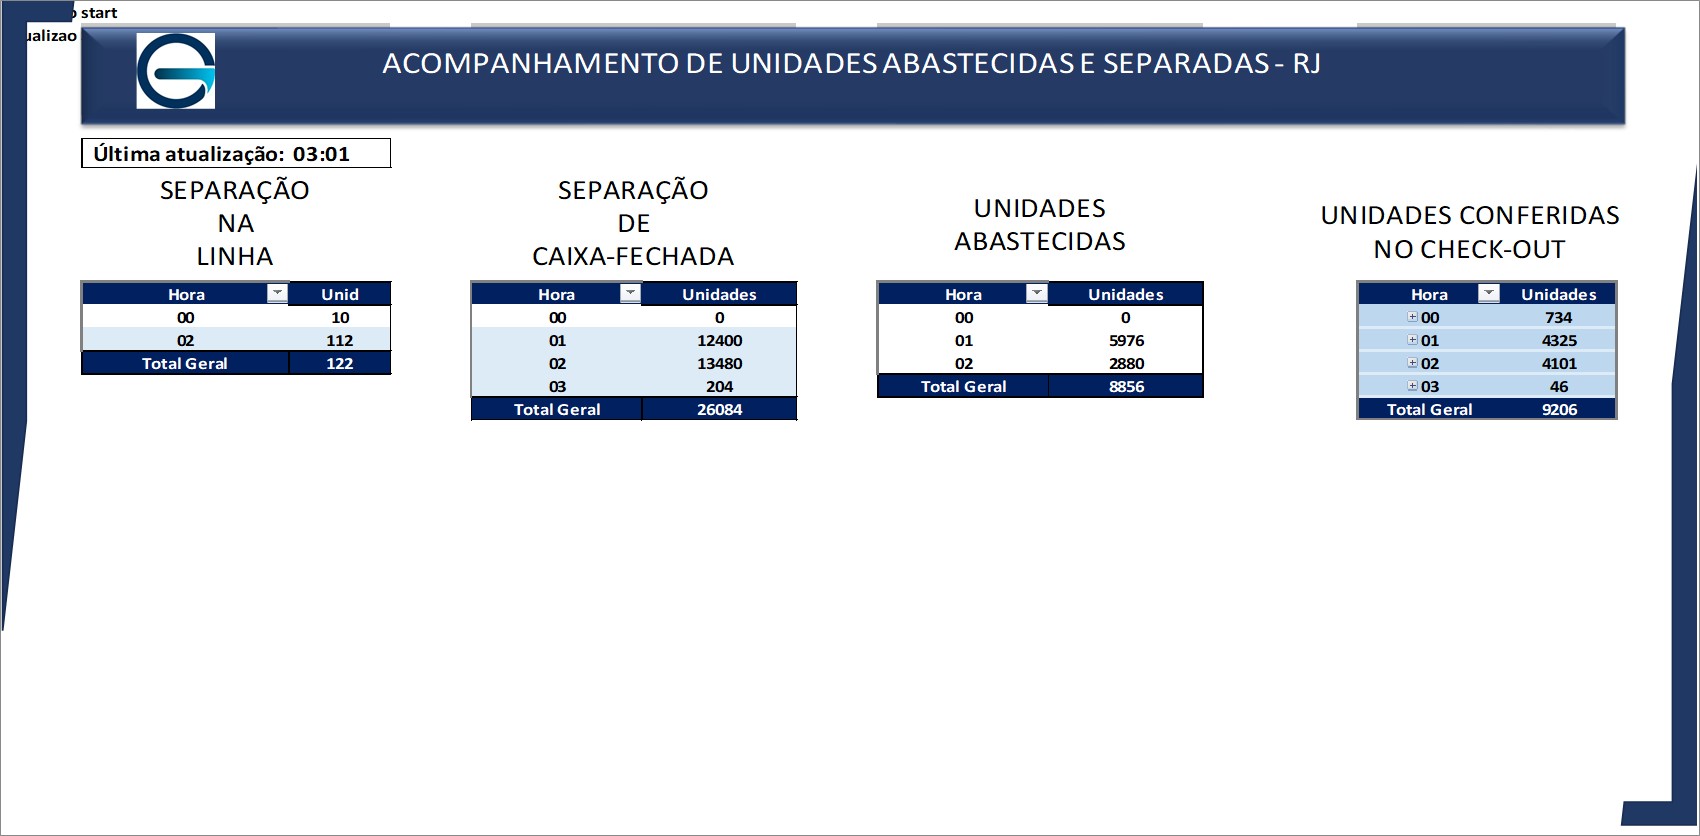 start
ACOMPANHAMENTO DE UNIDADES ABASTECIDAS E SEPARADAS - RJ
Última atualização: 03:01
SEPARAÇÃO
NA
LINHA
Hora Unid
00 10
02 112
Total Geral 122
SEPARAÇÃO
DE
CAIXA-FECHADA
Hora Unidades
00 0
01 12400
02 13480
03 204
Total Geral 26084
UNIDADES
ABASTECIDAS
Hora Unidades
00 0
01 5976
02 2880
Total Geral 8856
UNIDADES CONFERIDAS
NO CHECK-OUT
Hora Unidades
00 734
01 4325
02 4101
03 46
Total Geral 9206